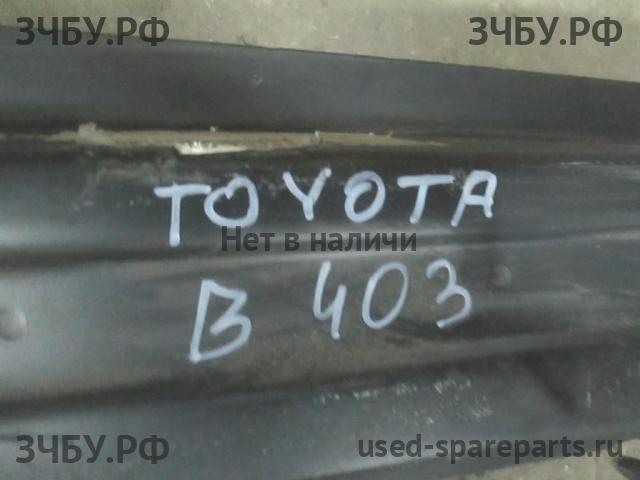 ЗЧБУ.РФ ЗЧБУ.РФ
TOYOTA
Нет в наличи
B 403
ЗЧБУ.РФ used-spareparts.ru